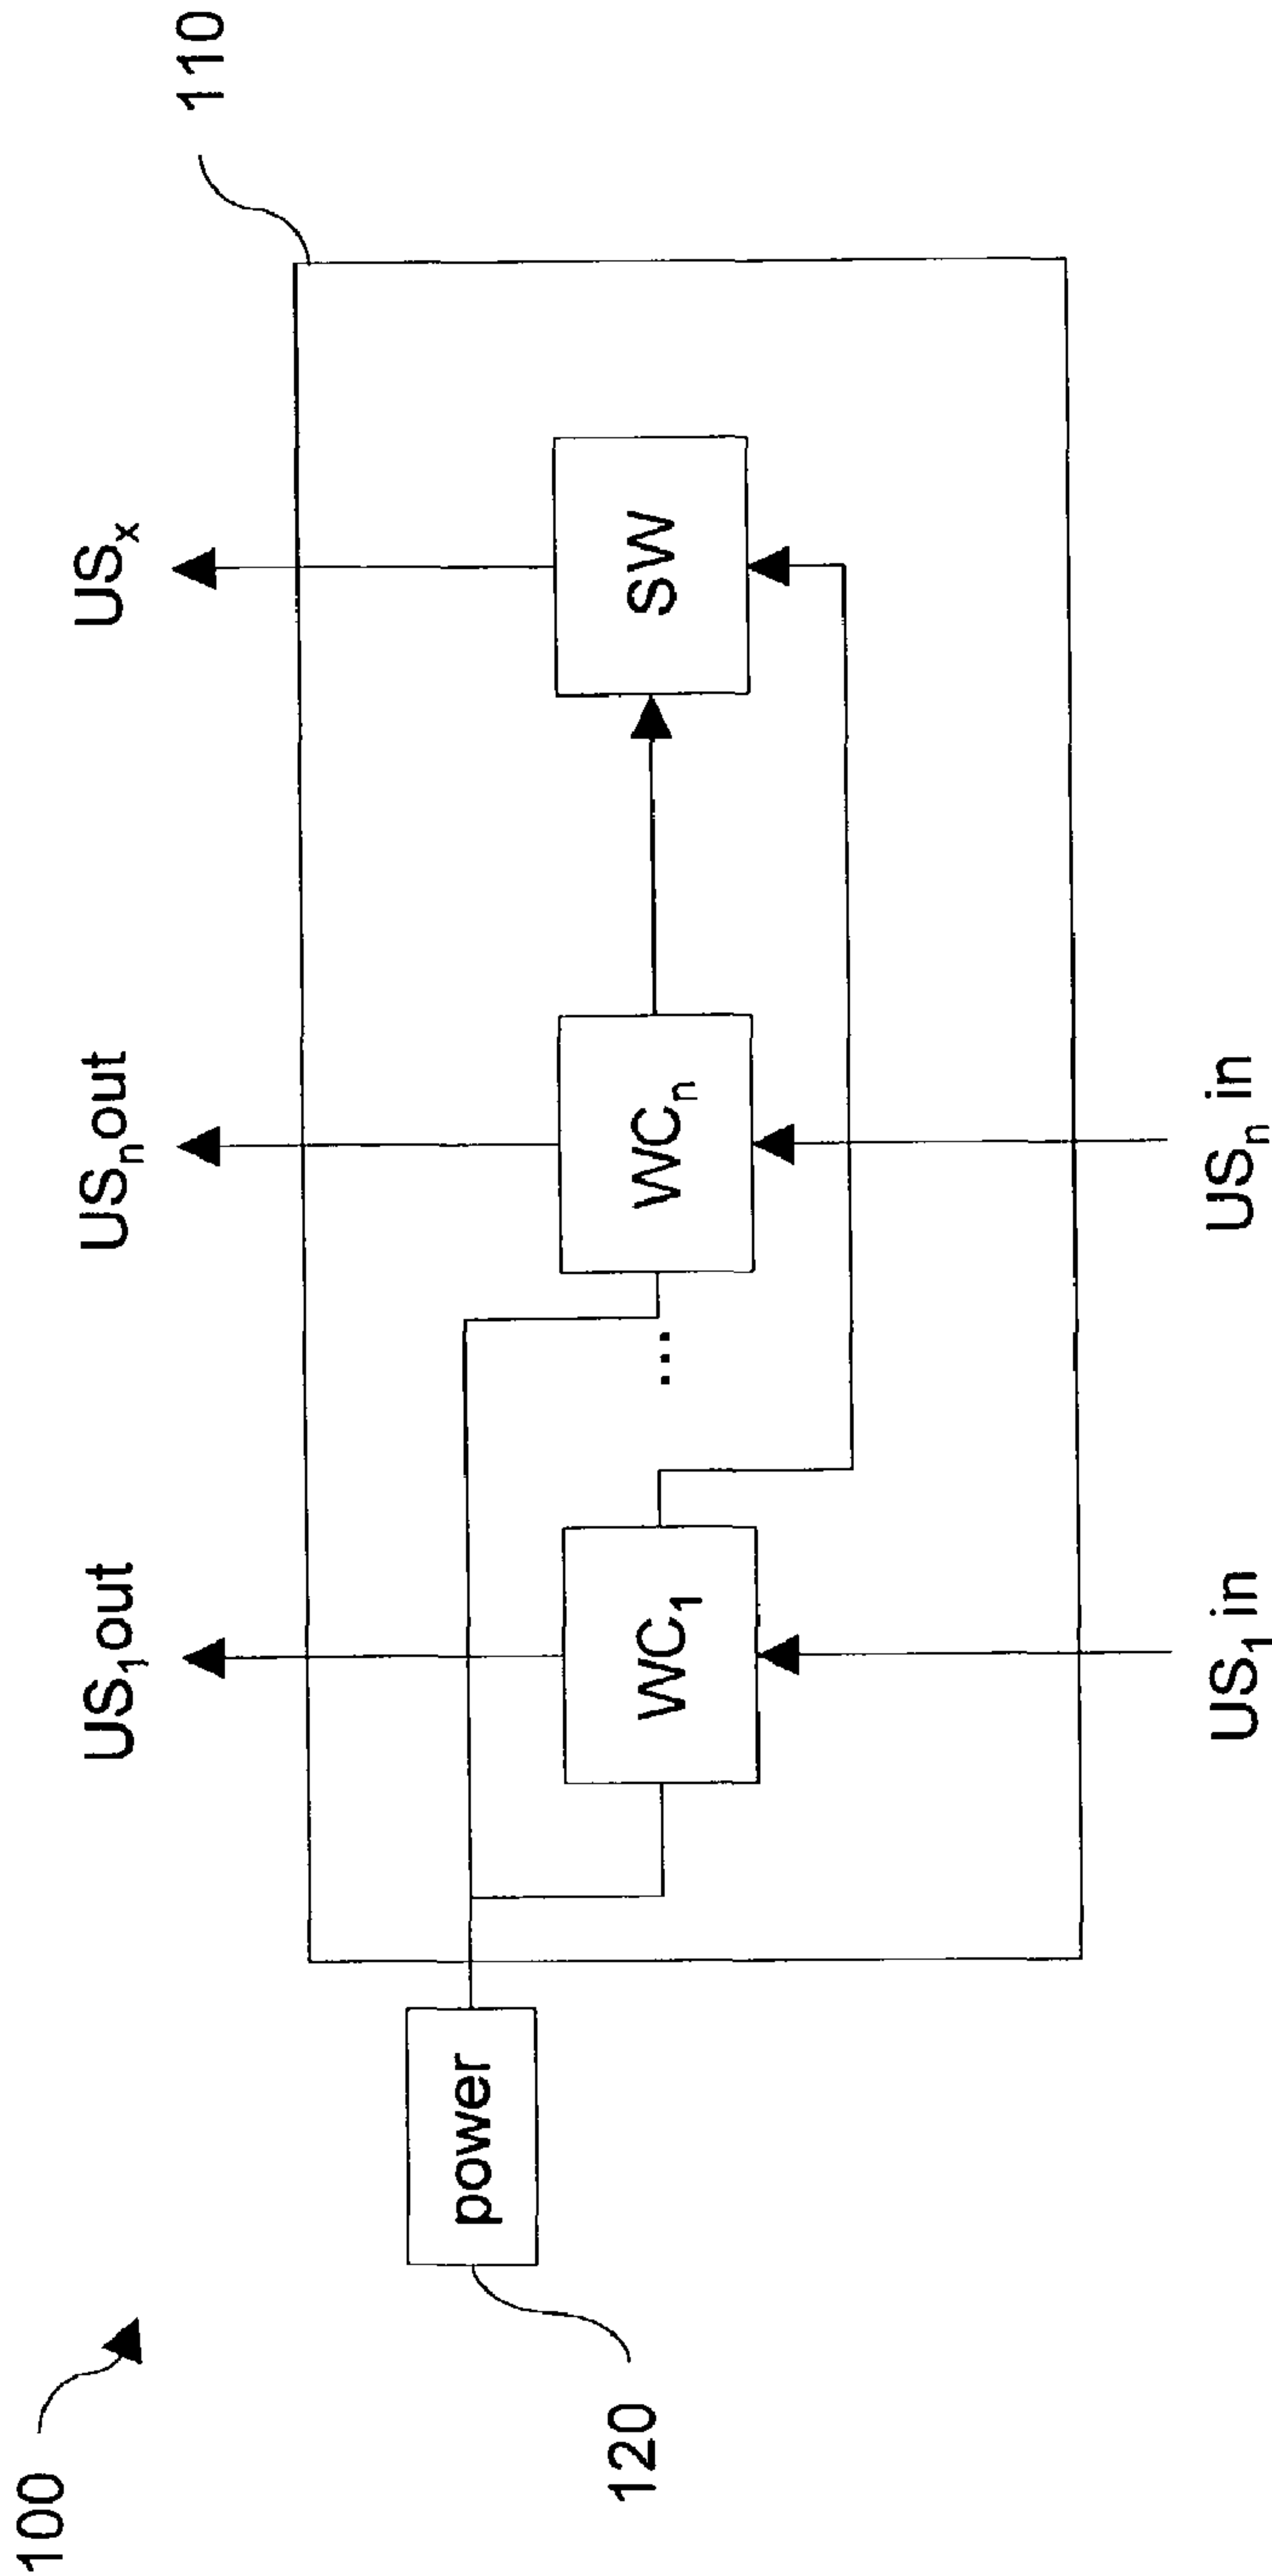 100
110
US₁out
USₙout
USₓ
power
120
WC₁
...
WCₙ
SW
US₁ in
USₙ in